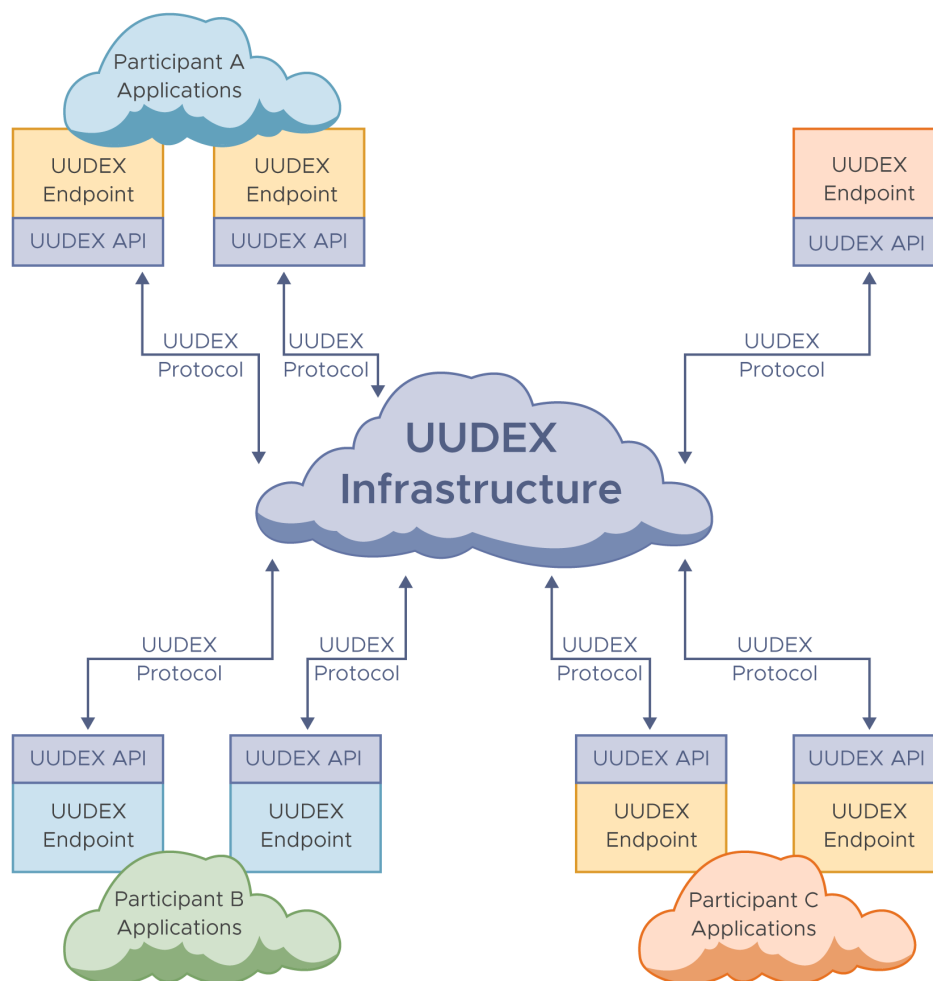 Participant A
Applications
UUDEX
Endpoint
UUDEX API
UUDEX
Endpoint
UUDEX API
UUDEX
Endpoint
UUDEX API
UUDEX
Protocol
UUDEX
Protocol
UUDEX
Protocol
UUDEX
Infrastructure
UUDEX
Protocol
UUDEX
Protocol
UUDEX
Protocol
UUDEX
Protocol
UUDEX API
UUDEX
Endpoint
UUDEX API
UUDEX
Endpoint
UUDEX API
UUDEX
Endpoint
UUDEX API
UUDEX
Endpoint
Participant B
Applications
Participant C
Applications